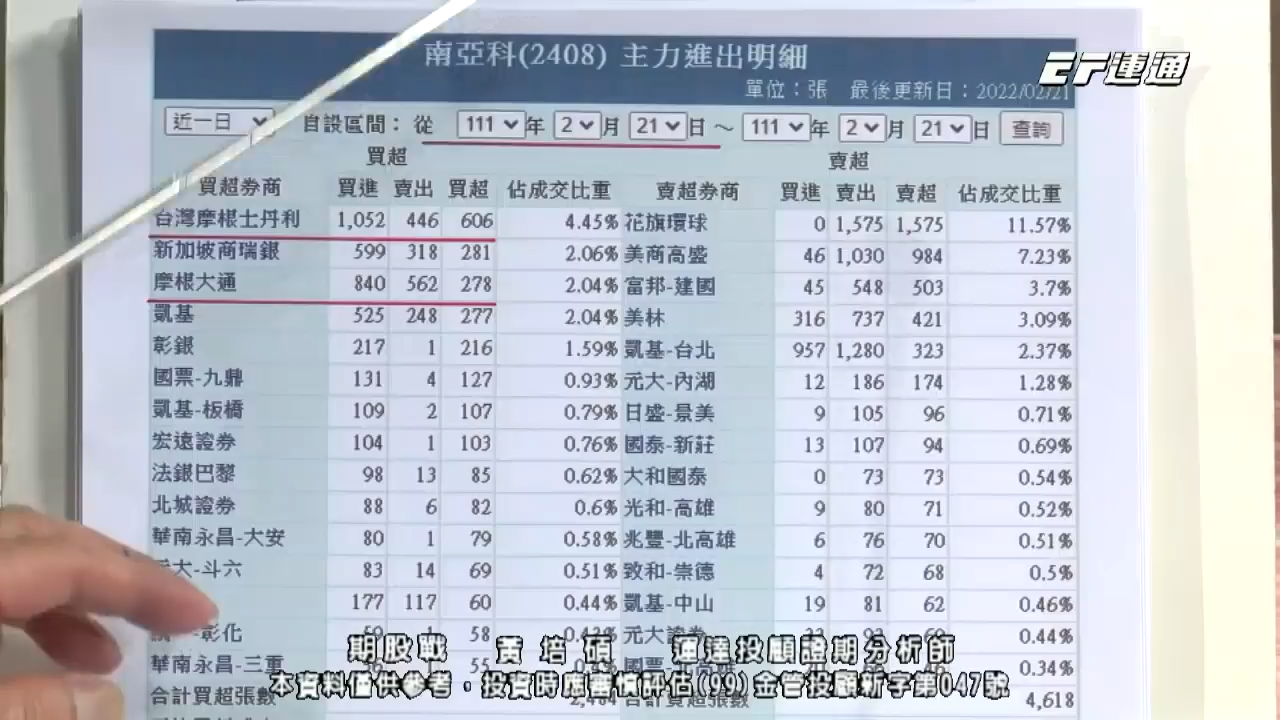 南亞科(2408) 主力進出明細
ET運通
單位：張 最後更新日：2022/02/21
近一日 自設區間： 從 111 年 2 月 21 日 ～ 111 年 2 月 21 日 查詢
買超 賣超
買超券商 買進 賣出 買超 佔成交比重 賣超券商 買進 賣出 賣超 佔成交比重
台灣摩根士丹利 1,052 446 606 4.45% 花旗環球 0 1,575 1,575 11.57%
新加坡商瑞銀 599 318 281 2.06% 美商高盛 46 1,030 984 7.23%
摩根大通 840 562 278 2.04% 富邦-建國 45 548 503 3.7%
凱基 525 248 277 2.04% 美林 316 737 421 3.09%
彰銀 217 1 216 1.59% 凱基-台北 957 1,280 323 2.37%
國票-九鼎 131 4 127 0.93% 元大-內湖 12 186 174 1.28%
凱基-板橋 109 2 107 0.79% 日盛-景美 9 105 96 0.71%
宏遠證券 104 1 103 0.76% 國泰-新莊 13 107 94 0.69%
法銀巴黎 98 13 85 0.62% 大和國泰 0 73 73 0.54%
北城證券 88 6 82 0.6% 光和-高雄 9 80 71 0.52%
華南永昌-大安 80 1 79 0.58% 兆豐-北高雄 6 76 70 0.51%
大-斗六 83 14 69 0.51% 致和-崇德 4 72 68 0.5%
177 117 60 0.44% 凱基-中山 19 81 62 0.46%
-彰化 1 58 元大證券 0.44%
華南永昌-三重 55 0.34%
合計買超張數 合計賣超張數 4,618
期股戰 黃培碩 運達投顧證期分析師
本資料僅供參考，投資時應審慎評估(99)金管投顧新字第047號